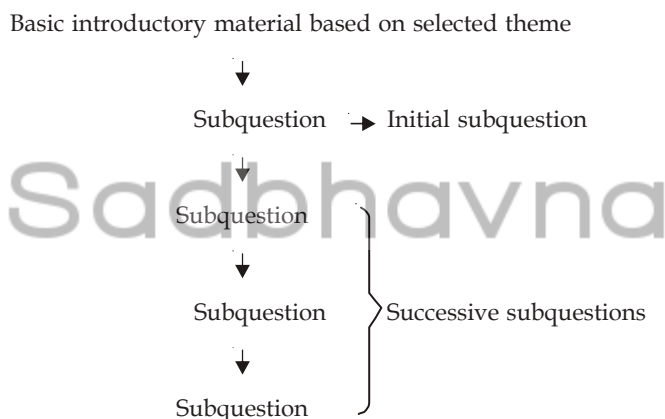 Basic introductory material based on selected theme
Subquestion Initial subquestion
Sadbhavna
Subquestion
Subquestion Successive subquestions
Subquestion